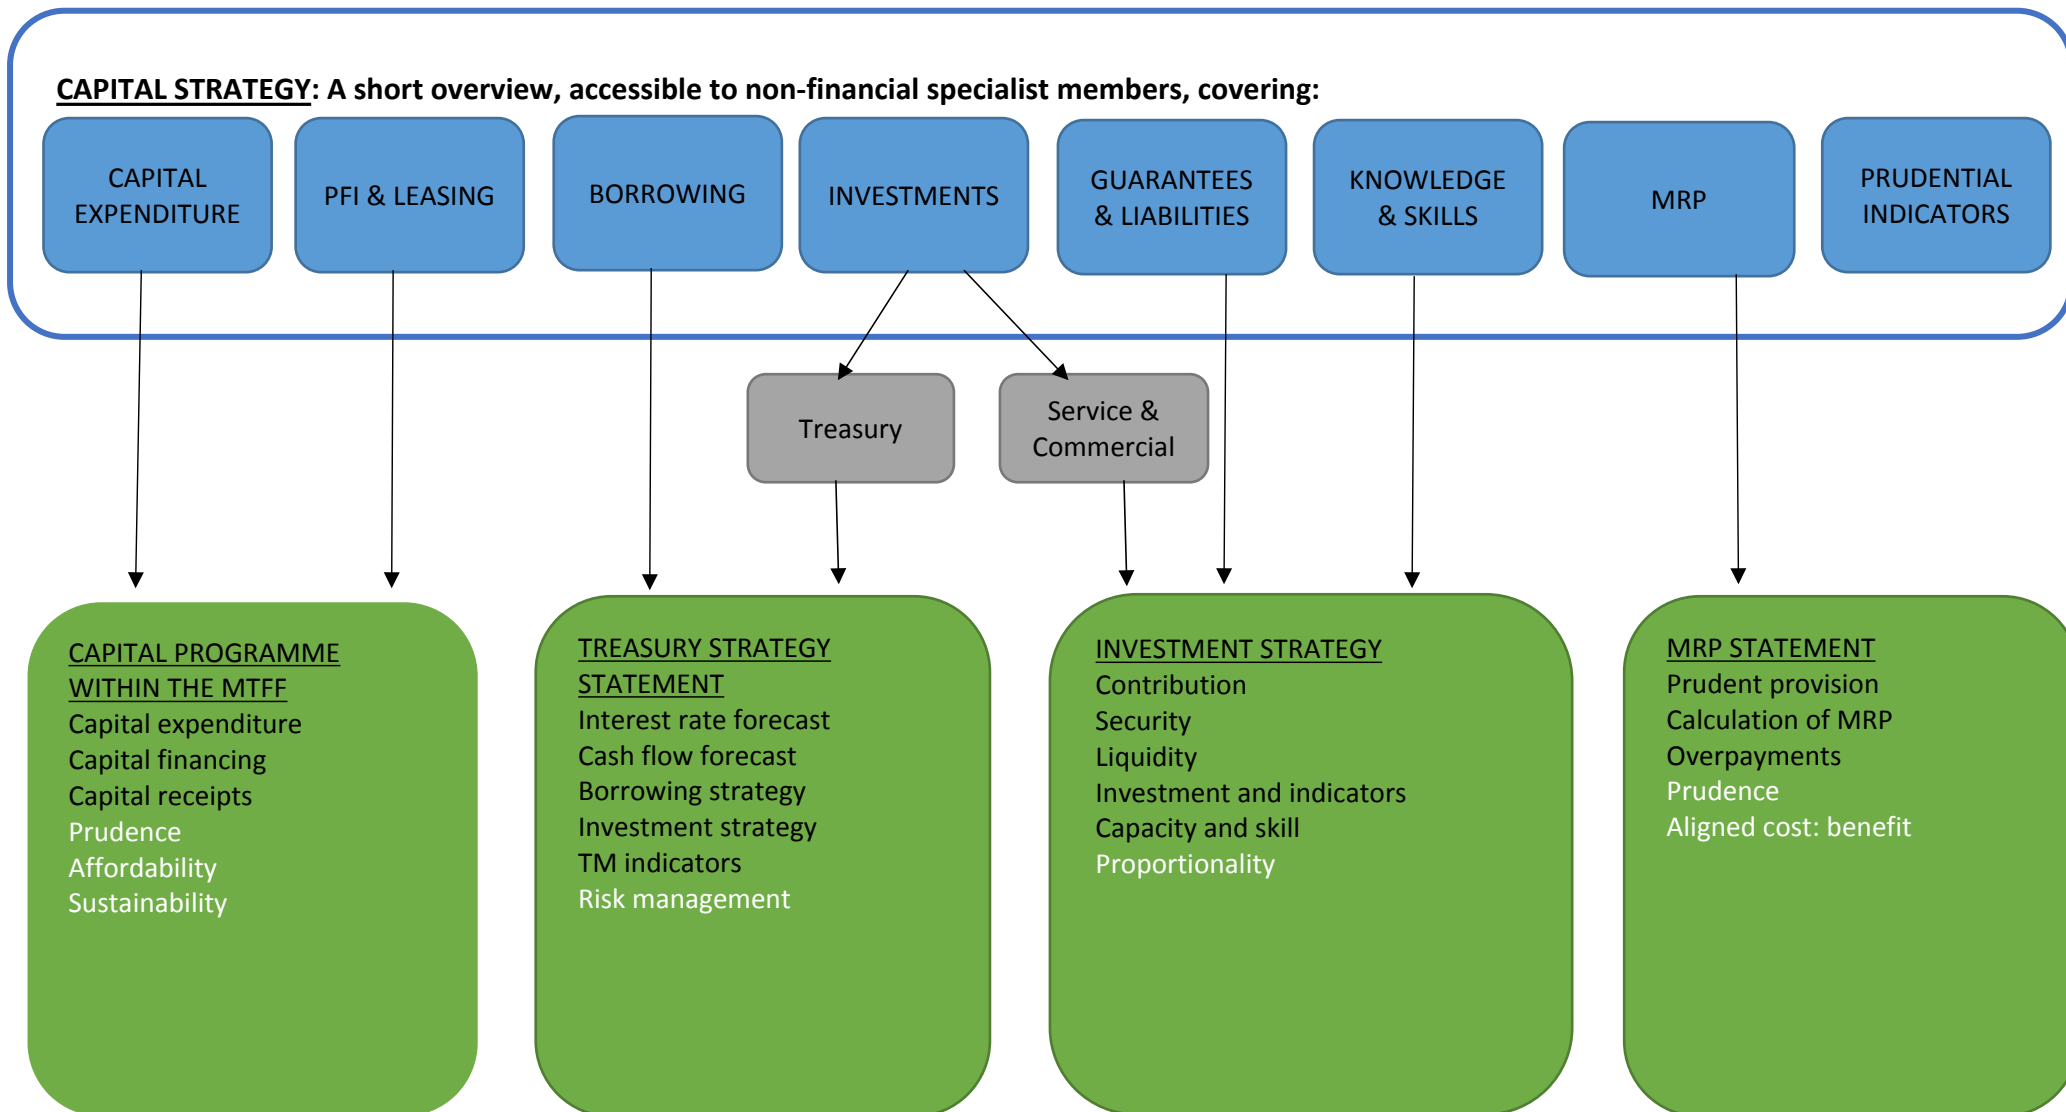 CAPITAL STRATEGY: A short overview, accessible to non-financial specialist members, covering:
CAPITAL
EXPENDITURE
PFI & LEASING
BORROWING
INVESTMENTS
GUARANTEES
& LIABILITIES
KNOWLEDGE
& SKILLS
MRP
PRUDENTIAL
INDICATORS
Treasury
Service &
Commercial
CAPITAL PROGRAMME
WITHIN THE MTFF
Capital expenditure
Capital financing
Capital receipts
Prudence
Affordability
Sustainability
TREASURY STRATEGY
STATEMENT
Interest rate forecast
Cash flow forecast
Borrowing strategy
Investment strategy
TM indicators
Risk management
INVESTMENT STRATEGY
Contribution
Security
Liquidity
Investment and indicators
Capacity and skill
Proportionality
MRP STATEMENT
Prudent provision
Calculation of MRP
Overpayments
Prudence
Aligned cost: benefit